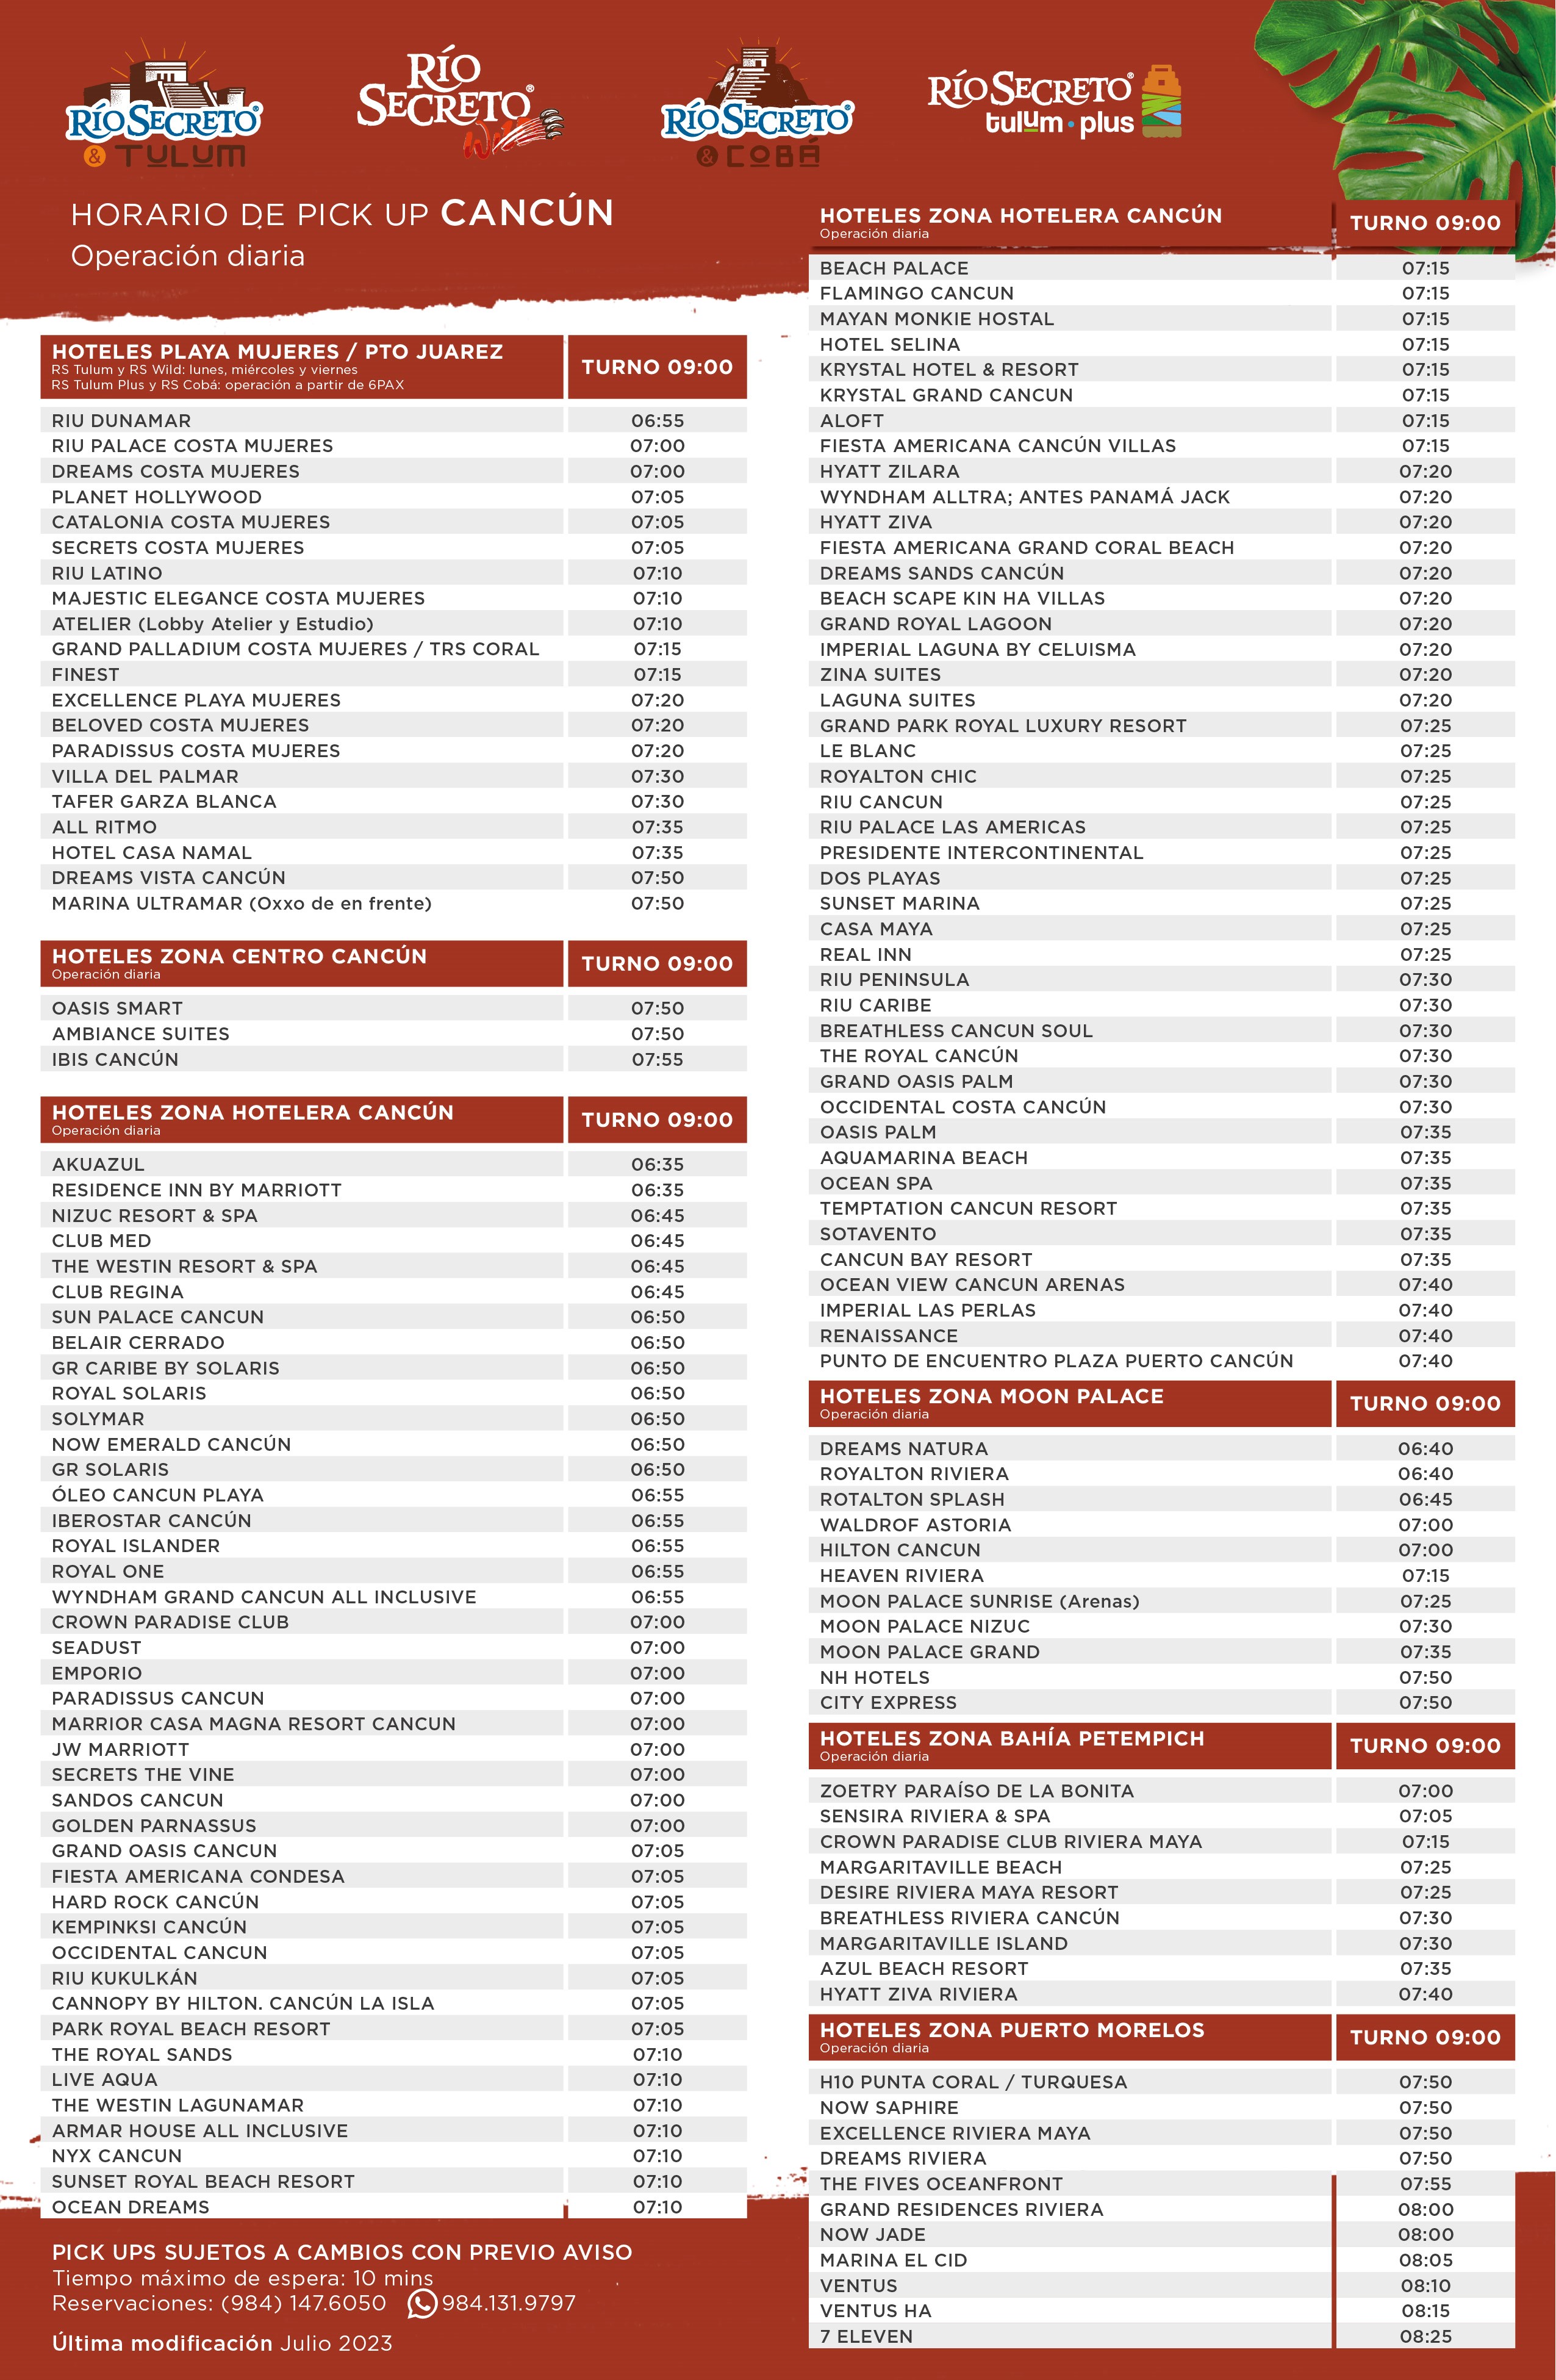 RÍO SECRETO®
& TULUM
RÍO
SECRETO®
Wild
RÍO SECRETO®
& COBÁ
RÍO SECRETO®
tulum • plus
HORARIO DE PICK UP CANCÚN
Operación diaria
HOTELES PLAYA MUJERES / PTO JUAREZ TURNO 09:00
RS Tulum y RS Wild: lunes, miércoles y viernes
RS Tulum Plus y RS Cobá: operación a partir de 6PAX
RIU DUNAMAR 06:55
RIU PALACE COSTA MUJERES 07:00
DREAMS COSTA MUJERES 07:00
PLANET HOLLYWOOD 07:05
CATALONIA COSTA MUJERES 07:05
SECRETS COSTA MUJERES 07:05
RIU LATINO 07:10
MAJESTIC ELEGANCE COSTA MUJERES 07:10
ATELIER (Lobby Atelier y Estudio) 07:10
GRAND PALLADIUM COSTA MUJERES / TRS CORAL 07:15
FINEST 07:15
EXCELLENCE PLAYA MUJERES 07:20
BELOVED COSTA MUJERES 07:20
PARADISSUS COSTA MUJERES 07:20
VILLA DEL PALMAR 07:30
TAFER GARZA BLANCA 07:30
ALL RITMO 07:35
HOTEL CASA NAMAL 07:35
DREAMS VISTA CANCÚN 07:50
MARINA ULTRAMAR (Oxxo de en frente) 07:50
HOTELES ZONA CENTRO CANCÚN TURNO 09:00
Operación diaria
OASIS SMART 07:50
AMBIANCE SUITES 07:50
IBIS CANCÚN 07:55
HOTELES ZONA HOTELERA CANCÚN TURNO 09:00
Operación diaria
AKUAZUL 06:35
RESIDENCE INN BY MARRIOTT 06:35
NIZUC RESORT & SPA 06:45
CLUB MED 06:45
THE WESTIN RESORT & SPA 06:45
CLUB REGINA 06:45
SUN PALACE CANCUN 06:50
BELAIR CERRADO 06:50
GR CARIBE BY SOLARIS 06:50
ROYAL SOLARIS 06:50
SOLYMAR 06:50
NOW EMERALD CANCÚN 06:50
GR SOLARIS 06:50
ÓLEO CANCUN PLAYA 06:55
IBEROSTAR CANCÚN 06:55
ROYAL ISLANDER 06:55
ROYAL ONE 06:55
WYNDHAM GRAND CANCUN ALL INCLUSIVE 06:55
CROWN PARADISE CLUB 07:00
SEADUST 07:00
EMPORIO 07:00
PARADISSUS CANCUN 07:00
MARRIOR CASA MAGNA RESORT CANCUN 07:00
JW MARRIOTT 07:00
SECRETS THE VINE 07:00
SANDOS CANCUN 07:00
GOLDEN PARNASSUS 07:00
GRAND OASIS CANCUN 07:05
FIESTA AMERICANA CONDESA 07:05
HARD ROCK CANCÚN 07:05
KEMPINKSI CANCÚN 07:05
OCCIDENTAL CANCUN 07:05
RIU KUKULKÁN 07:05
CANNOPY BY HILTON. CANCÚN LA ISLA 07:05
PARK ROYAL BEACH RESORT 07:05
THE ROYAL SANDS 07:10
LIVE AQUA 07:10
THE WESTIN LAGUNAMAR 07:10
ARMAR HOUSE ALL INCLUSIVE 07:10
NYX CANCUN 07:10
SUNSET ROYAL BEACH RESORT 07:10
OCEAN DREAMS 07:10
PICK UPS SUJETOS A CAMBIOS CON PREVIO AVISO
Tiempo máximo de espera: 10 mins
Reservaciones: (984) 147.6050 984.131.9797
Última modificación Julio 2023
HOTELES ZONA HOTELERA CANCÚN TURNO 09:00
Operación diaria
BEACH PALACE 07:15
FLAMINGO CANCUN 07:15
MAYAN MONKIE HOSTAL 07:15
HOTEL SELINA 07:15
KRYSTAL HOTEL & RESORT 07:15
KRYSTAL GRAND CANCUN 07:15
ALOFT 07:15
FIESTA AMERICANA CANCÚN VILLAS 07:15
HYATT ZILARA 07:20
WYNDHAM ALLTRA; ANTES PANAMÁ JACK 07:20
HYATT ZIVA 07:20
FIESTA AMERICANA GRAND CORAL BEACH 07:20
DREAMS SANDS CANCÚN 07:20
BEACH SCAPE KIN HA VILLAS 07:20
GRAND ROYAL LAGOON 07:20
IMPERIAL LAGUNA BY CELUISMA 07:20
ZINA SUITES 07:20
LAGUNA SUITES 07:20
GRAND PARK ROYAL LUXURY RESORT 07:25
LE BLANC 07:25
ROYALTON CHIC 07:25
RIU CANCUN 07:25
RIU PALACE LAS AMERICAS 07:25
PRESIDENTE INTERCONTINENTAL 07:25
DOS PLAYAS 07:25
SUNSET MARINA 07:25
CASA MAYA 07:25
REAL INN 07:25
RIU PENINSULA 07:30
RIU CARIBE 07:30
BREATHLESS CANCUN SOUL 07:30
THE ROYAL CANCÚN 07:30
GRAND OASIS PALM 07:30
OCCIDENTAL COSTA CANCÚN 07:30
OASIS PALM 07:35
AQUAMARINA BEACH 07:35
OCEAN SPA 07:35
TEMPTATION CANCUN RESORT 07:35
SOTAVENTO 07:35
CANCUN BAY RESORT 07:35
OCEAN VIEW CANCUN ARENAS 07:40
IMPERIAL LAS PERLAS 07:40
RENAISSANCE 07:40
PUNTO DE ENCUENTRO PLAZA PUERTO CANCÚN 07:40
HOTELES ZONA MOON PALACE TURNO 09:00
Operación diaria
DREAMS NATURA 06:40
ROYALTON RIVIERA 06:40
ROTALTON SPLASH 06:45
WALDROF ASTORIA 07:00
HILTON CANCUN 07:00
HEAVEN RIVIERA 07:15
MOON PALACE SUNRISE (Arenas) 07:25
MOON PALACE NIZUC 07:30
MOON PALACE GRAND 07:35
NH HOTELS 07:50
CITY EXPRESS 07:50
HOTELES ZONA BAHÍA PETEMPICH TURNO 09:00
Operación diaria
ZOETRY PARAÍSO DE LA BONITA 07:00
SENSIRA RIVIERA & SPA 07:05
CROWN PARADISE CLUB RIVIERA MAYA 07:15
MARGARITAVILLE BEACH 07:25
DESIRE RIVIERA MAYA RESORT 07:25
BREATHLESS RIVIERA CANCÚN 07:30
MARGARITAVILLE ISLAND 07:30
AZUL BEACH RESORT 07:35
HYATT ZIVA RIVIERA 07:40
HOTELES ZONA PUERTO MORELOS TURNO 09:00
Operación diaria
H10 PUNTA CORAL / TURQUESA 07:50
NOW SAPHIRE 07:50
EXCELLENCE RIVIERA MAYA 07:50
DREAMS RIVIERA 07:50
THE FIVES OCEANFRONT 07:55
GRAND RESIDENCES RIVIERA 08:00
NOW JADE 08:00
MARINA EL CID 08:05
VENTUS 08:10
VENTUS HA 08:15
7 ELEVEN 08:25